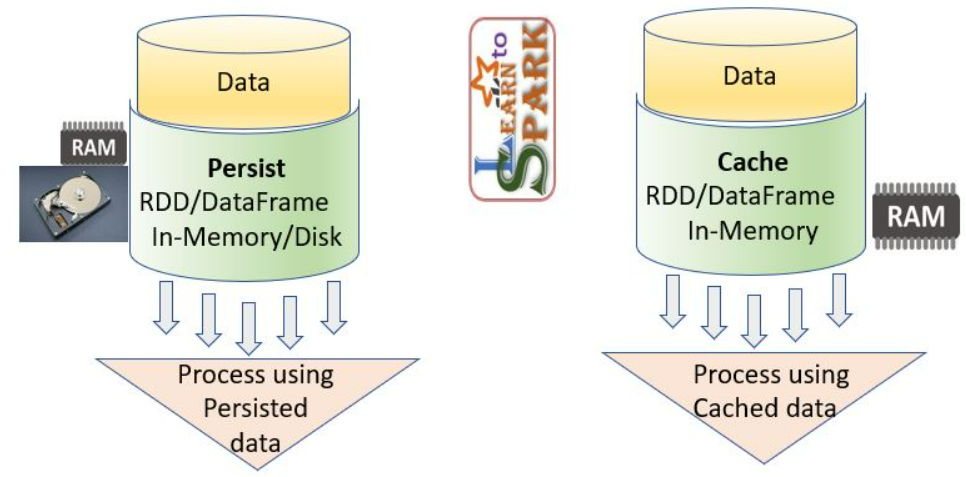 Data
RAM
Persist
RDD/DataFrame
In-Memory/Disk
Process using
Persisted
data
LEARN to
SPARK
Data
Cache
RDD/DataFrame
In-Memory
RAM
Process using
Cached data